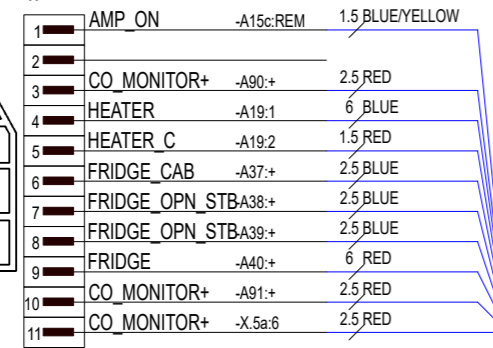 1 AMP_ON -A15c:REM 1.5 BLUE/YELLOW
2
3 CO_MONITOR+ -A90:+ 2.5 RED
4 HEATER -A19:1 6 BLUE
5 HEATER_C -A19:2 1.5 RED
6 FRIDGE_CAB -A37:+ 2.5 BLUE
7 FRIDGE_OPN_STB -A38:+ 2.5 BLUE
8 FRIDGE_OPN_STB -A39:+ 2.5 BLUE
9 FRIDGE -A40:+ 6 RED
10 CO_MONITOR+ -A91:+ 2.5 RED
11 CO_MONITOR+ -X.5a:6 2.5 RED